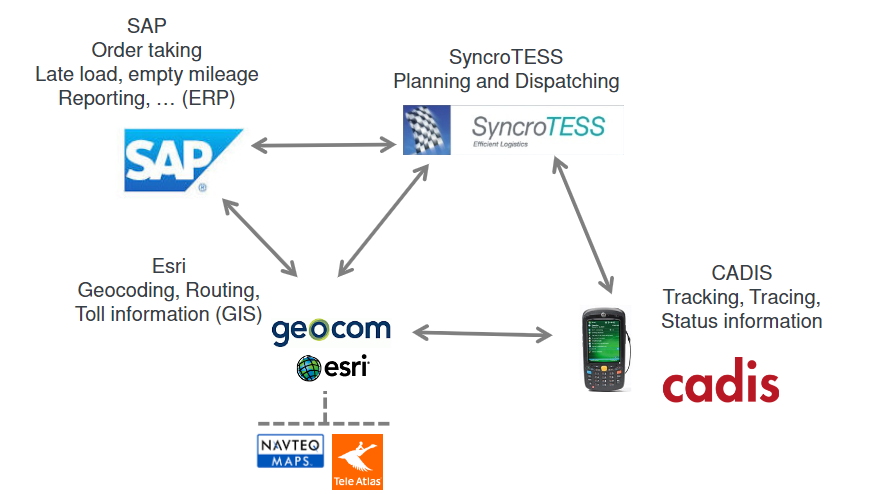 SAP
Order taking
Late load, empty mileage
Reporting, … (ERP)
SAP ®
SyncroTESS
Planning and Dispatching
SyncroTESS
Efficient Logistics
Esri
Geocoding, Routing,
Toll information (GIS)
geocom
esri
NAVTEQ
MAPS
Tele Atlas
CADIS
Tracking, Tracing,
Status information
cadis